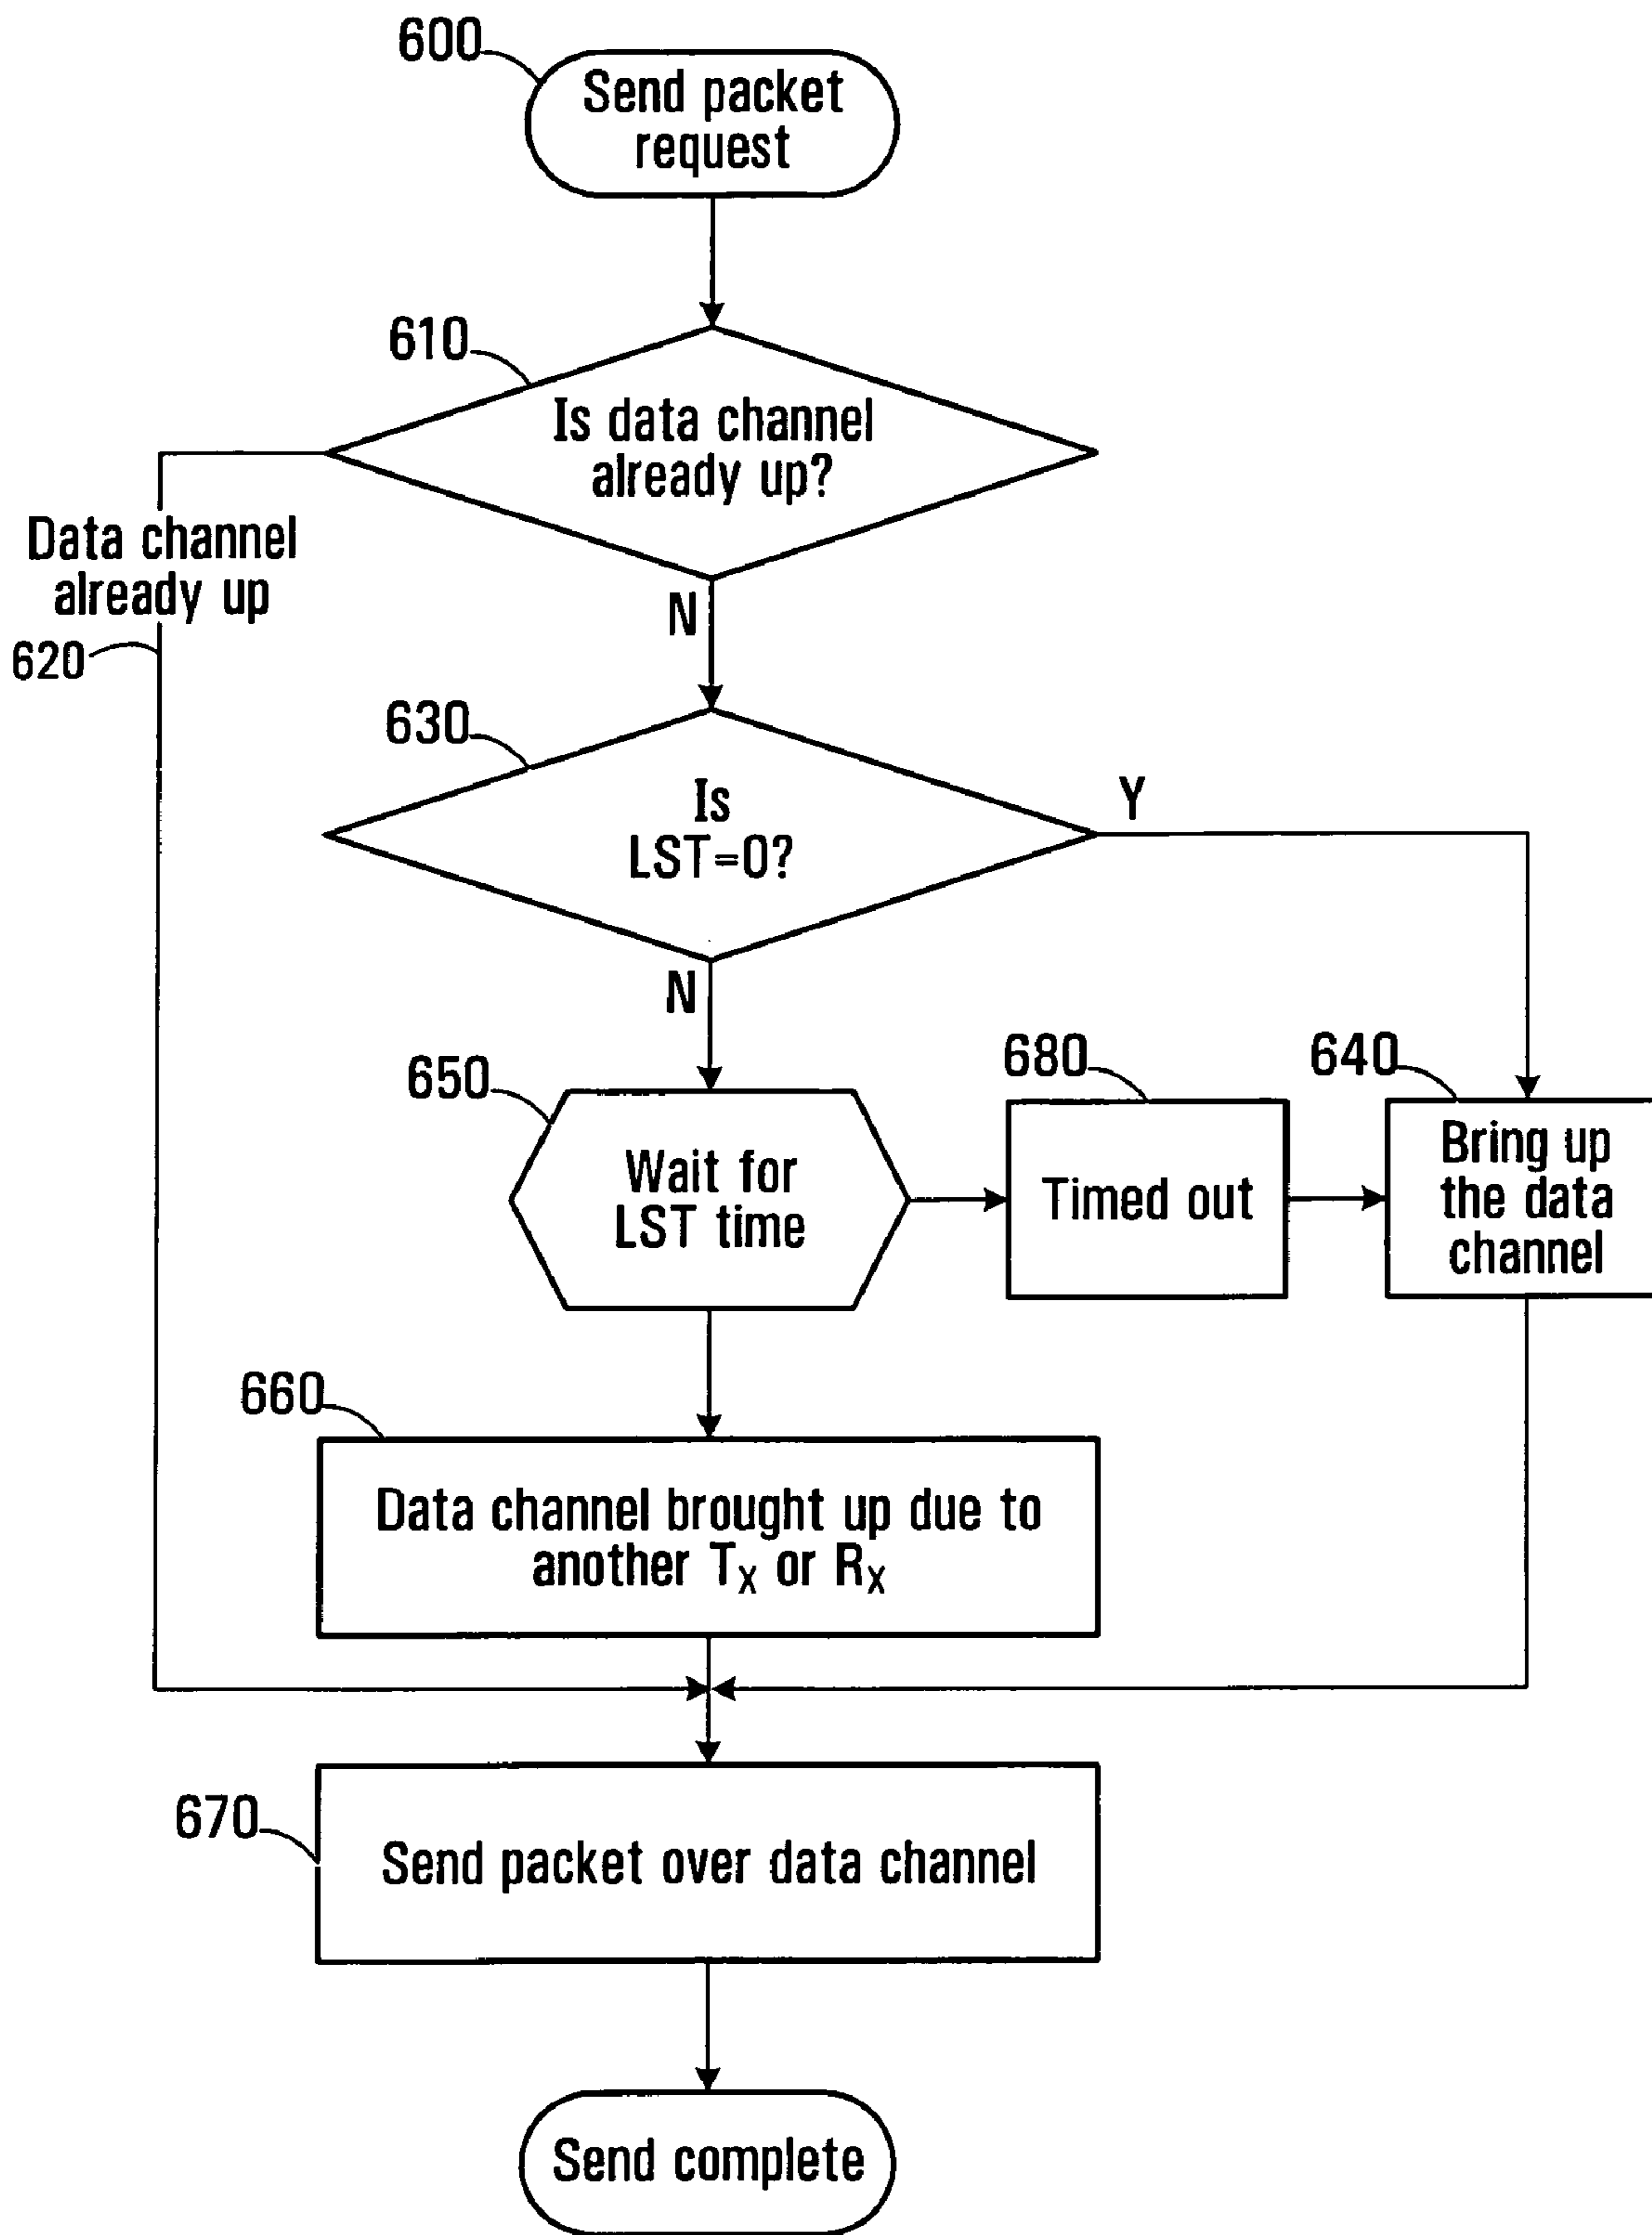 600
Send packet
request
610
Is data channel
already up?
Data channel
already up
620
N
630
Is
LST=0?
Y
N
650
Wait for
LST time
680
Timed out
640
Bring up
the data
channel
660
Data channel brought up due to
another Tx or Rx
670
Send packet over data channel
Send complete